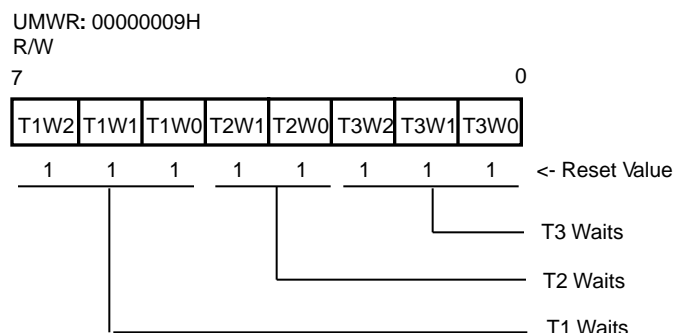 UMWR: 00000009H
R/W
7 0
T1W2 T1W1 T1W0 T2W1 T2W0 T3W2 T3W1 T3W0
1 1 1 1 1 1 1 1 <- Reset Value
T3 Waits
T2 Waits
T1 Waits